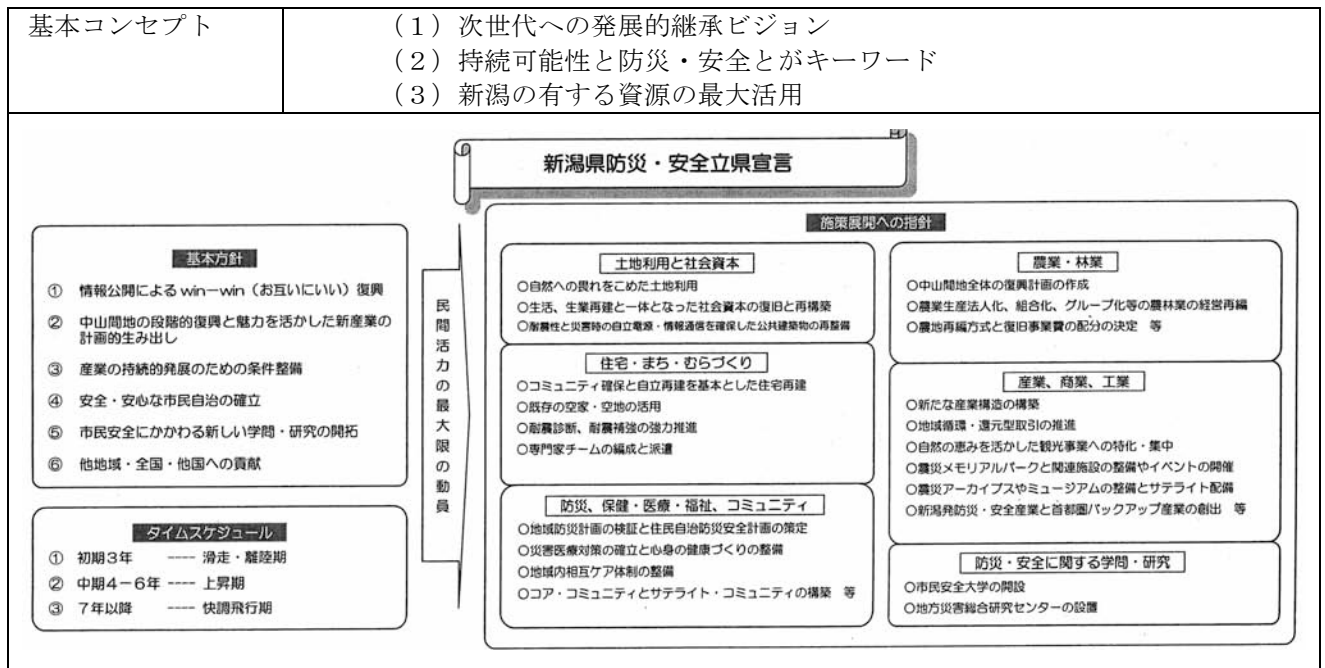 基本コンセプト
(1)次世代への発展的継承ビジョン
(2)持続可能性と防災・安全とがキーワード
(3)新潟の有する資源の最大活用
新潟県防災・安全立県宣言
基本方針
① 情報公開によるwin-win(お互いにいい)復興
② 中山間地の段階的復興と魅力を活かした新産業の
計画的生み出し
③ 産業の持続的発展のための条件整備
④ 安全・安心な市民自治の確立
⑤ 市民安全にかかわる新しい学問・研究の開拓
⑥ 他地域・全国・他国への貢献
タイムスケジュール
① 初期3年 ---- 滑走・離陸期
② 中期4-6年 ---- 上昇期
③ 7年以降 ---- 快調飛行期
民間活力の最大限の動員
施策展開への指針
土地利用と社会資本
○自然への畏れをこめた土地利用
○生活、生業再建と一体となった社会資本の復旧と再構築
○耐震性と災害時の自立電源・情報通信を確保した公共建築物の再整備
住宅・まち・むらづくり
○コミュニティ確保と自立再建を基本とした住宅再建
○既存の空家・空地の活用
○耐震診断、耐震補強の強力推進
○専門家チームの編成と派遣
防災、保健・医療・福祉、コミュニティ
○地域防災計画の検証と住民自治防災安全計画の策定
○災害医療対策の確立と心身の健康づくりの整備
○地域内相互ケア体制の整備
○コア・コミュニティとサテライト・コミュニティの構築 等
農業・林業
○中山間地全体の復興計画の作成
○農業生産法人化、組合化、グループ化等の農林業の経営再編
○農地再編方式と復旧事業費の配分の決定 等
産業、商業、工業
○新たな産業構造の構築
○地域循環・還元型取引の推進
○自然の恵みを活かした観光事業への特化・集中
○震災メモリアルパークと関連施設の整備やイベントの開催
○震災アーカイブスやミュージアムの整備とサテライト配備
○新潟発防災・安全産業と首都圏バックアップ産業の創出 等
防災・安全に関する学問・研究
○市民安全大学の開設
○地方災害総合研究センターの設置